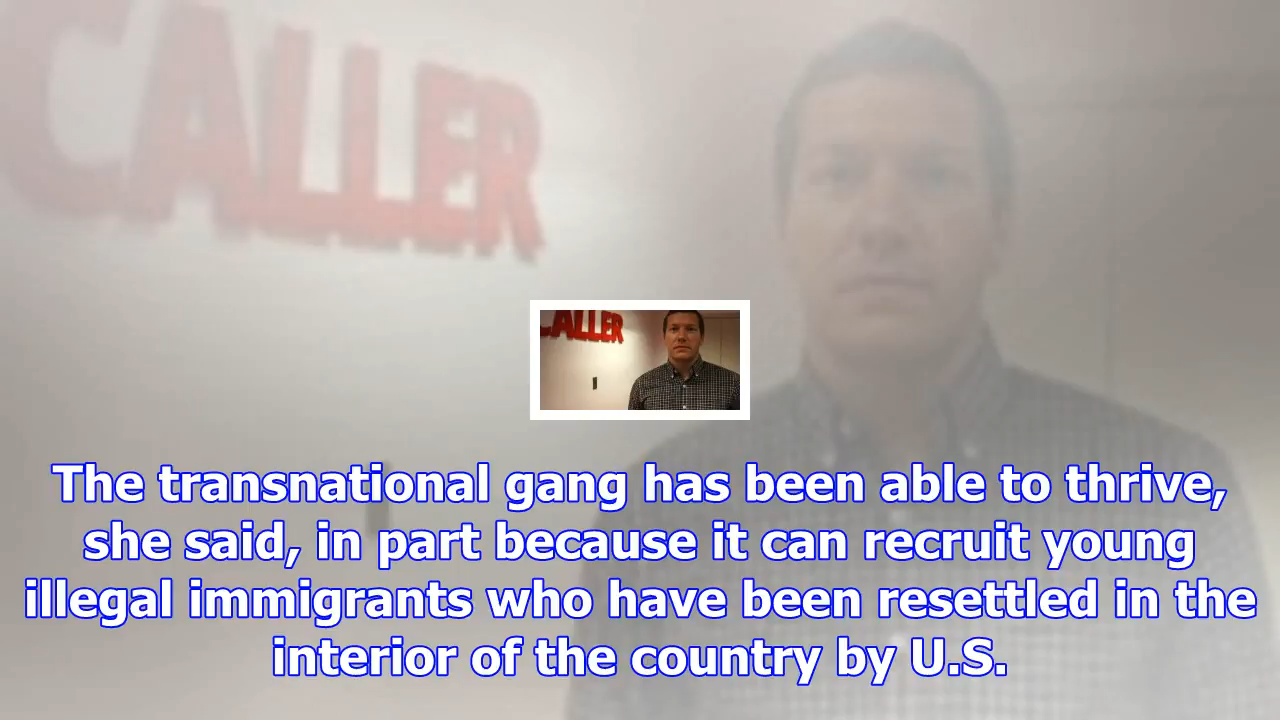 CALLER
CALLER
The transnational gang has been able to thrive,
she said, in part because it can recruit young
illegal immigrants who have been resettled in the
interior of the country by U.S.